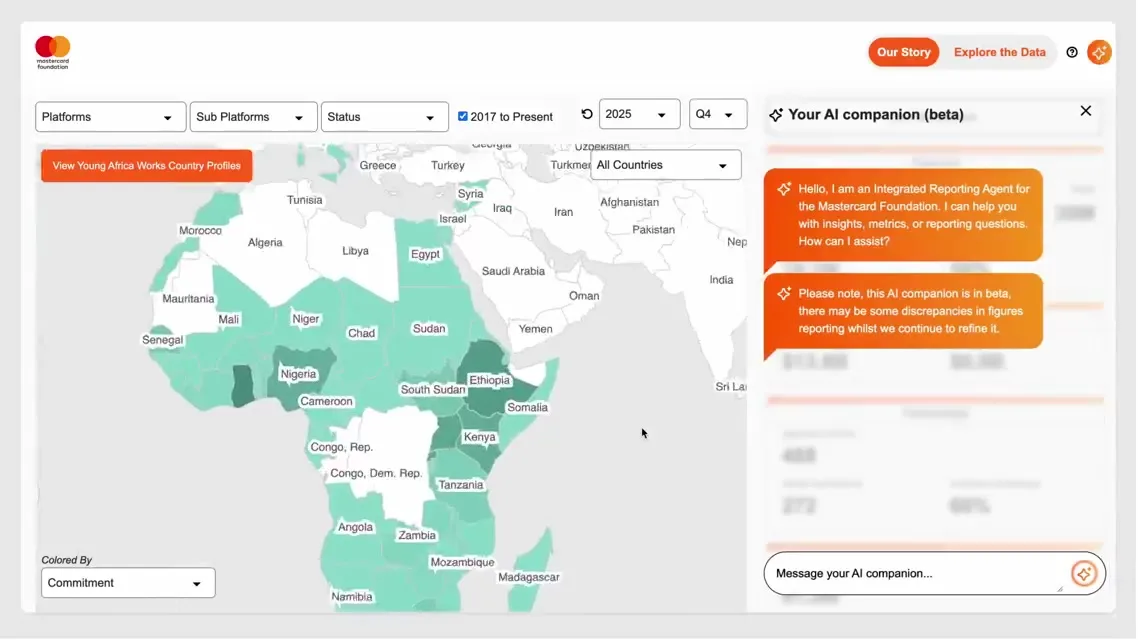 mastercard
foundation
Our Story
Explore the Data
Platforms
Sub Platforms
Status
2017 to Present
2025
Q4
Your AI companion (beta)
View Young Africa Works Country Profiles
All Countries
Georgia
Uzbekistan
Greece
Turkey
Turkmen
Tunisia
Syria
Iraq
Iran
Afghanistan
Morocco
Israel
Pakistan
Algeria
Libya
Egypt
Nep
Saudi Arabia
India
Mauritania
Oman
Mali
Niger
Chad
Sudan
Yemen
Senegal
Nigeria
South Sudan
Ethiopia
Sri La
Cameroon
Somalia
Kenya
Congo, Rep.
Congo, Dem. Rep.
Tanzania
Angola
Zambia
Mozambique
Madagascar
Namibia
Colored By
Commitment
Hello, I am an Integrated Reporting Agent for
the Mastercard Foundation. I can help you
with insights, metrics, or reporting questions.
How can I assist?
Please note, this AI companion is in beta,
there may be some discrepancies in figures
reporting whilst we continue to refine it.
488
272
Message your AI companion...